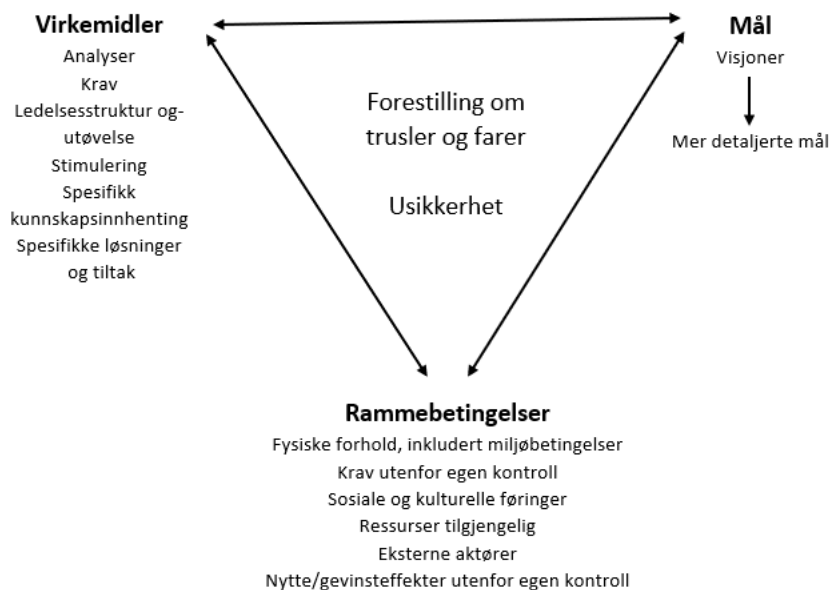 Virkemidler
Analyser
Krav
Ledelsesstruktur og-
utøvelse
Stimulering
Spesifikk
kunnskapsinnhenting
Spesifikke løsninger
og tiltak
Mål
Visjoner
Mer detaljerte mål
Forestilling om
trusler og farer
Usikkerhet
Rammebetingelser
Fysiske forhold, inkludert miljøbetingelser
Krav utenfor egen kontroll
Sosiale og kulturelle føringer
Ressurser tilgjengelig
Eksterne aktører
Nytte/gevinsteffekter utenfor egen kontroll